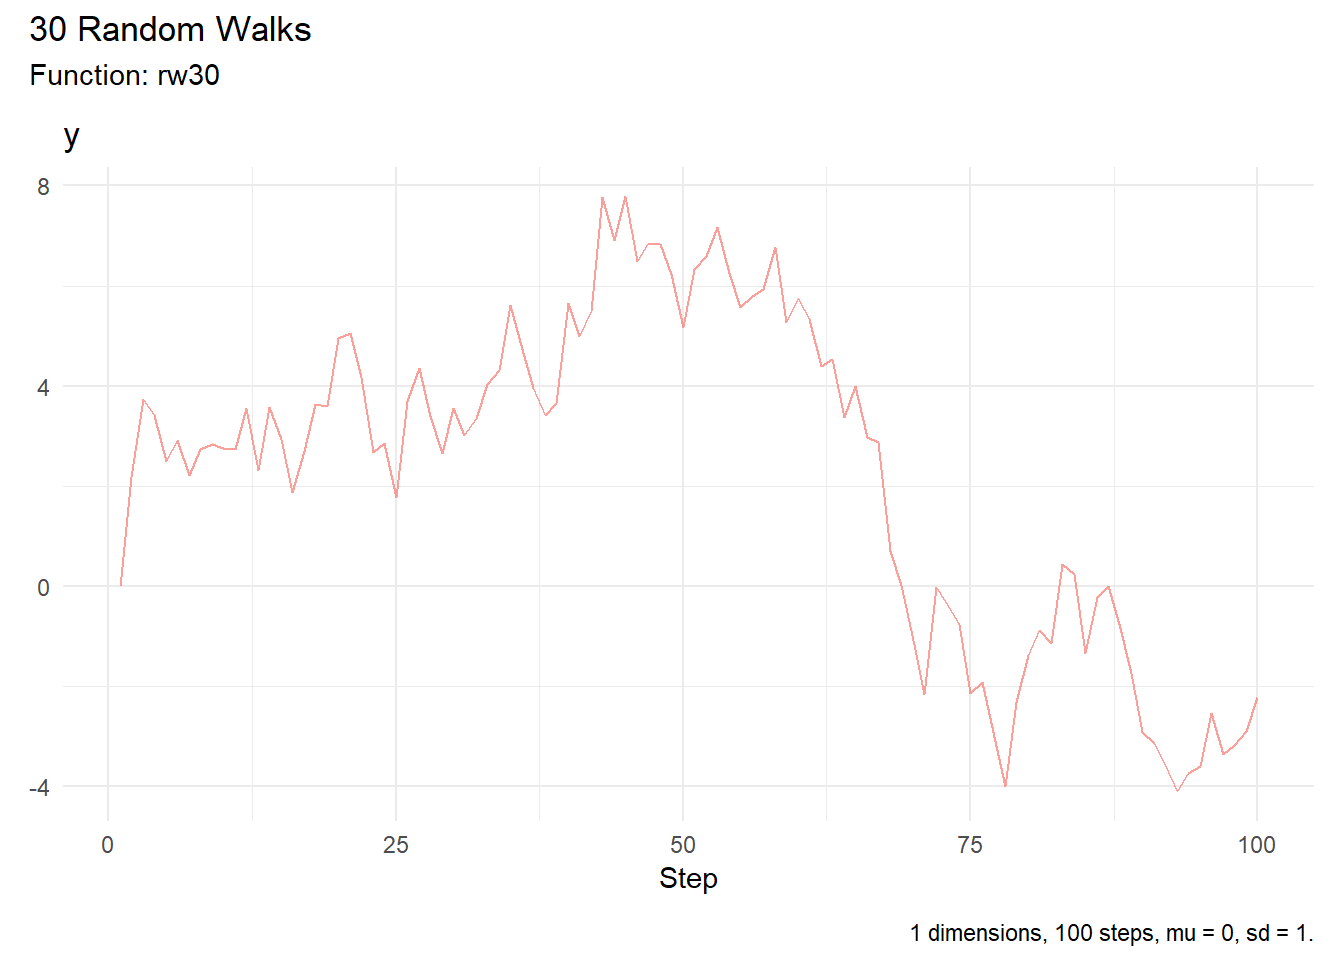 30 Random Walks
Function: rw30
y
8
4
0
-4
0 25 50 75 100
Step
1 dimensions, 100 steps, mu = 0, sd = 1.